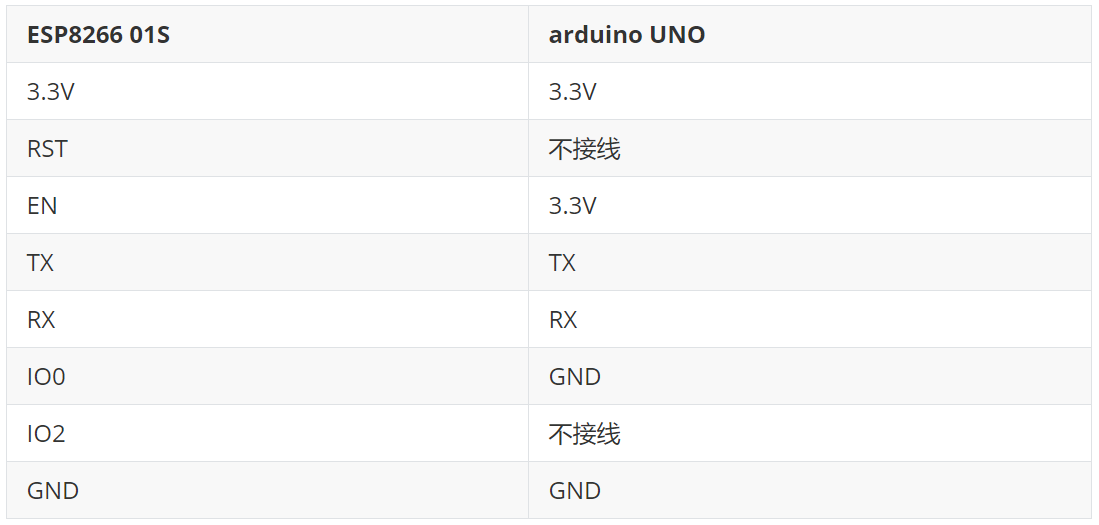 ESP8266 01S arduino UNO
3.3V 3.3V
RST 不接线
EN 3.3V
TX TX
RX RX
IO0 GND
IO2 不接线
GND GND